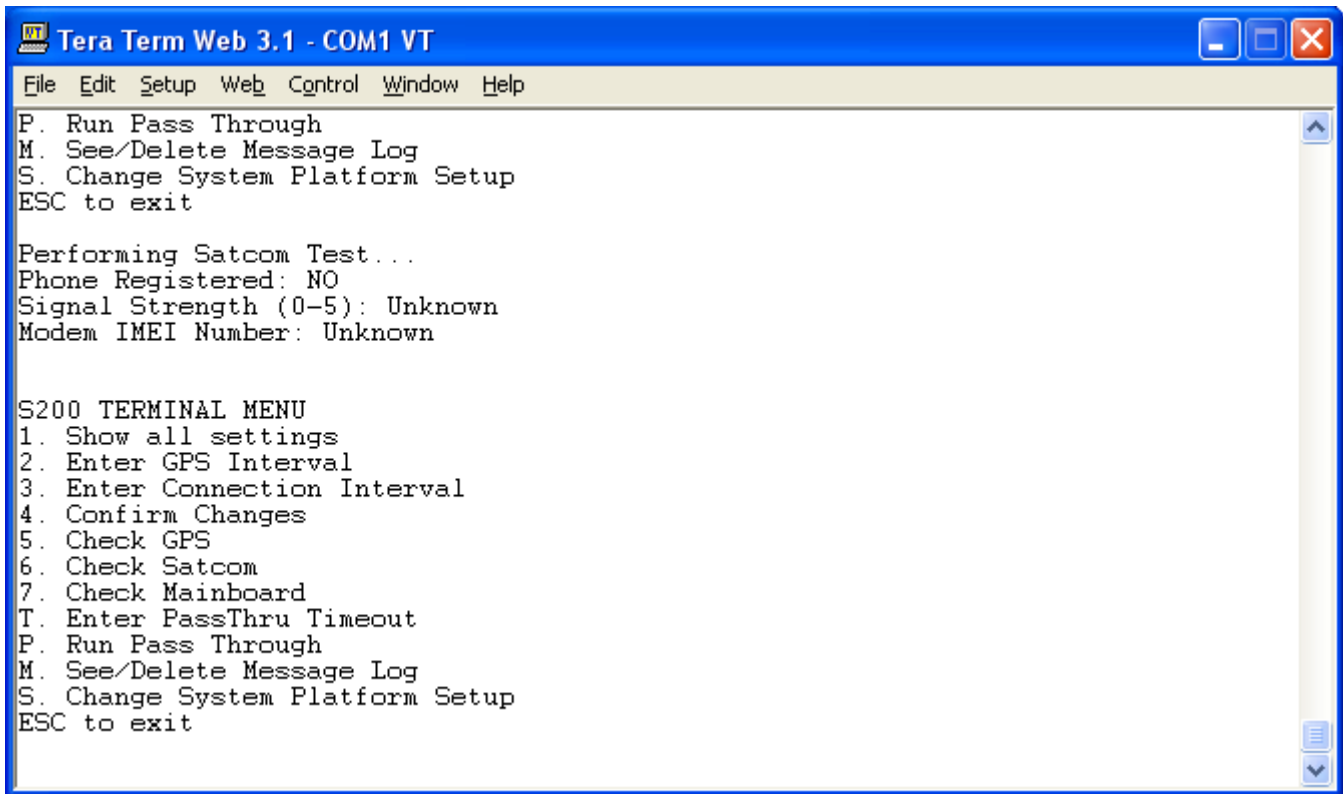 Tera Term Web 3.1 - COM1 VT
File Edit Setup Web Control Window Help
P. Run Pass Through
M. See/Delete Message Log
S. Change System Platform Setup
ESC to exit
Performing Satcom Test...
Phone Registered: NO
Signal Strength (0-5): Unknown
Modem IMEI Number: Unknown
S200 TERMINAL MENU
1. Show all settings
2. Enter GPS Interval
3. Enter Connection Interval
4. Confirm Changes
5. Check GPS
6. Check Satcom
7. Check Mainboard
T. Enter PassThru Timeout
P. Run Pass Through
M. See/Delete Message Log
S. Change System Platform Setup
ESC to exit